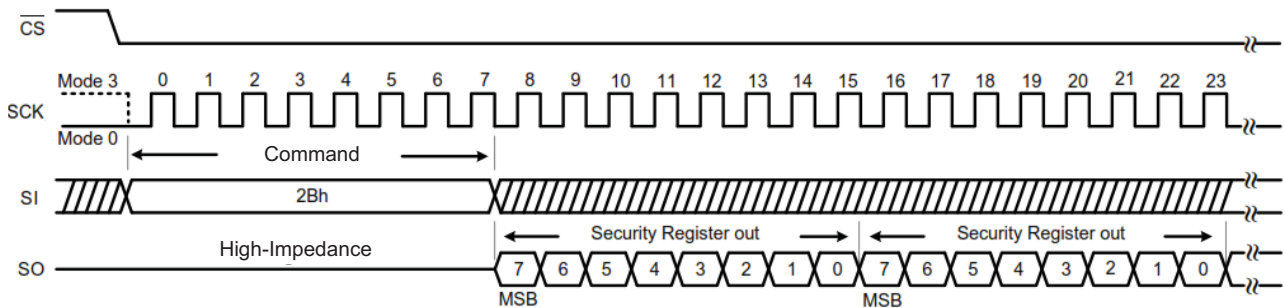 CS
Mode 3 0 1 2 3 4 5 6 7 8 9 10 11 12 13 14 15 16 17 18 19 20 21 22 23
SCK
Mode 0
Command
SI 2Bh
High-Impedance Security Register out Security Register out
SO 7 6 5 4 3 2 1 0 7 6 5 4 3 2 1 0
MSB MSB